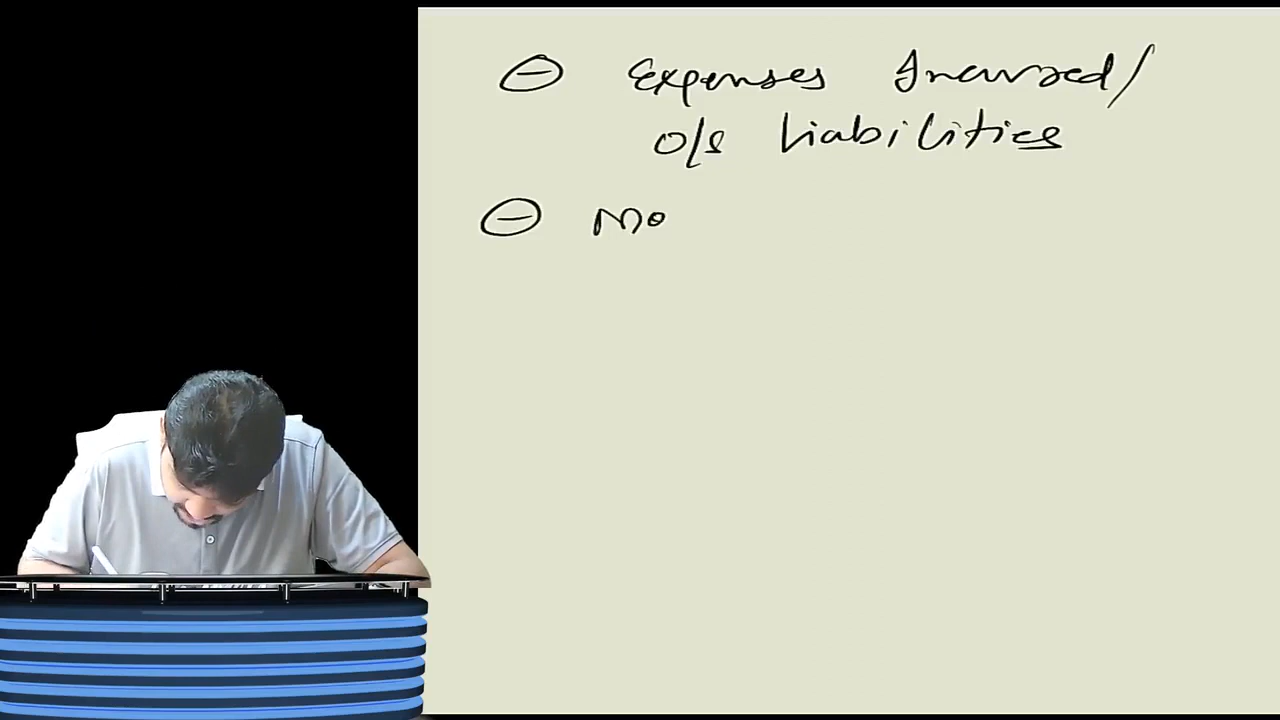 ⊖ Expenses Incurred/
o/s Liabilities
⊖ Mo